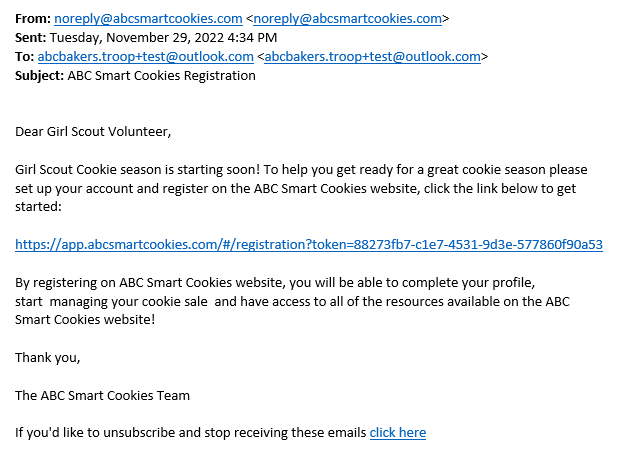 From: noreply@abcsmartcookies.com <noreply@abcsmartcookies.com>
Sent: Tuesday, November 29, 2022 4:34 PM
To: abcbakers.troop+test@outlook.com <abcbakers.troop+test@outlook.com>
Subject: ABC Smart Cookies Registration
Dear Girl Scout Volunteer,
Girl Scout Cookie season is starting soon! To help you get ready for a great cookie season please
set up your account and register on the ABC Smart Cookies website, click the link below to get
started:
https://app.abcsmartcookies.com/#/registration?token=88273fb7-c1e7-4531-9d3e-577860f90a53
By registering on ABC Smart Cookies website, you will be able to complete your profile,
start  managing your cookie sale  and have access to all of the resources available on the ABC
Smart Cookies website!
Thank you,
The ABC Smart Cookies Team
If you'd like to unsubscribe and stop receiving these emails click here